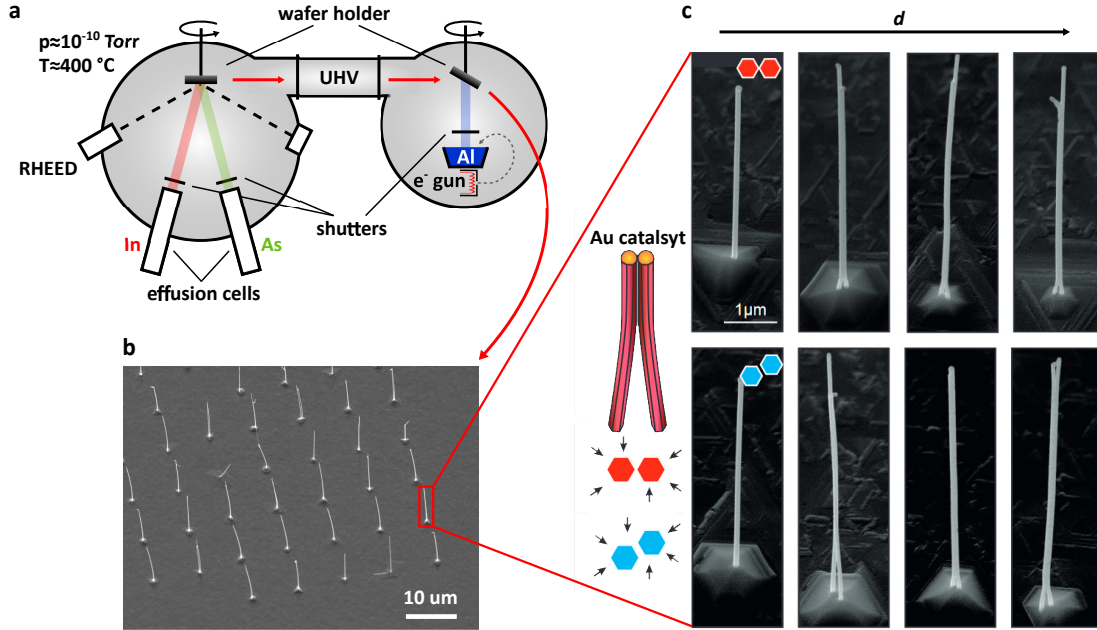 a
wafer holder
p≈10⁻¹⁰ Torr
T≈400 °C
UHV
RHEED
Al
e⁻ gun
shutters
In
As
effusion cells
b
10 um
Au catalsyt
c
d
1μm